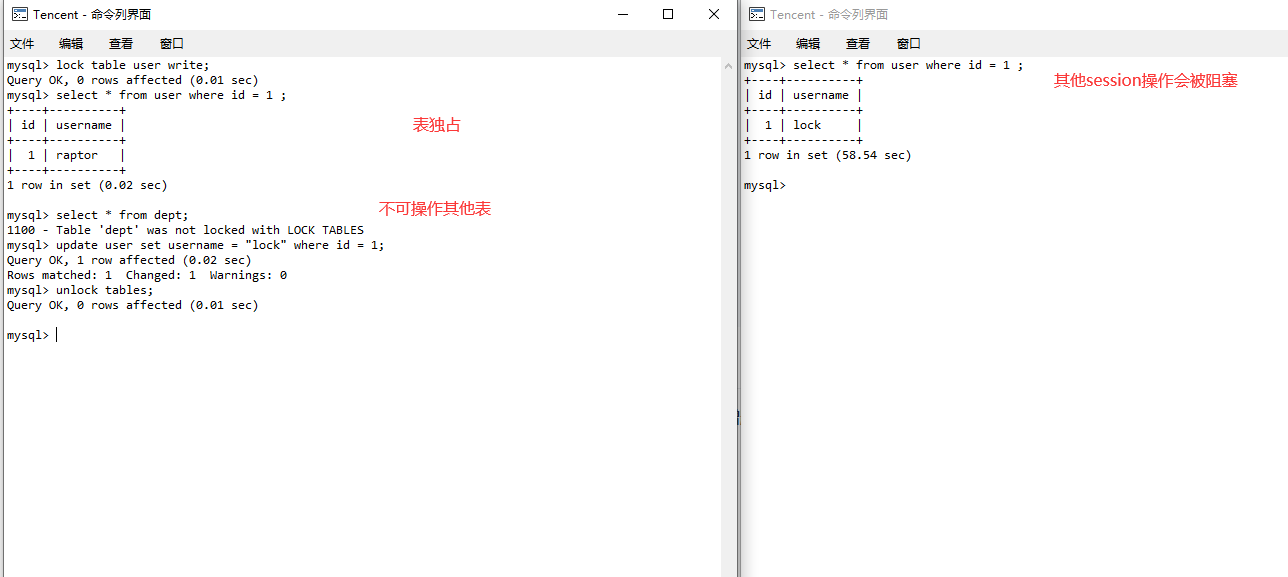 Tencent - 命令列界面
文件 编辑 查看 窗口
mysql> lock table user write;
Query OK, 0 rows affected (0.01 sec)
mysql> select * from user where id = 1 ;
+----+----------+
| id | username |
+----+----------+
|  1 | raptor   |
+----+----------+
1 row in set (0.02 sec)
表独占
不可操作其他表
mysql> select * from dept;
1100 - Table 'dept' was not locked with LOCK TABLES
mysql> update user set username = "lock" where id = 1;
Query OK, 1 row affected (0.02 sec)
Rows matched: 1  Changed: 1  Warnings: 0
mysql> unlock tables;
Query OK, 0 rows affected (0.01 sec)
mysql>
Tencent - 命令列界面
文件 编辑 查看 窗口
mysql> select * from user where id = 1 ;
其他session操作会被阻塞
+----+----------+
| id | username |
+----+----------+
|  1 | lock     |
+----+----------+
1 row in set (58.54 sec)
mysql>